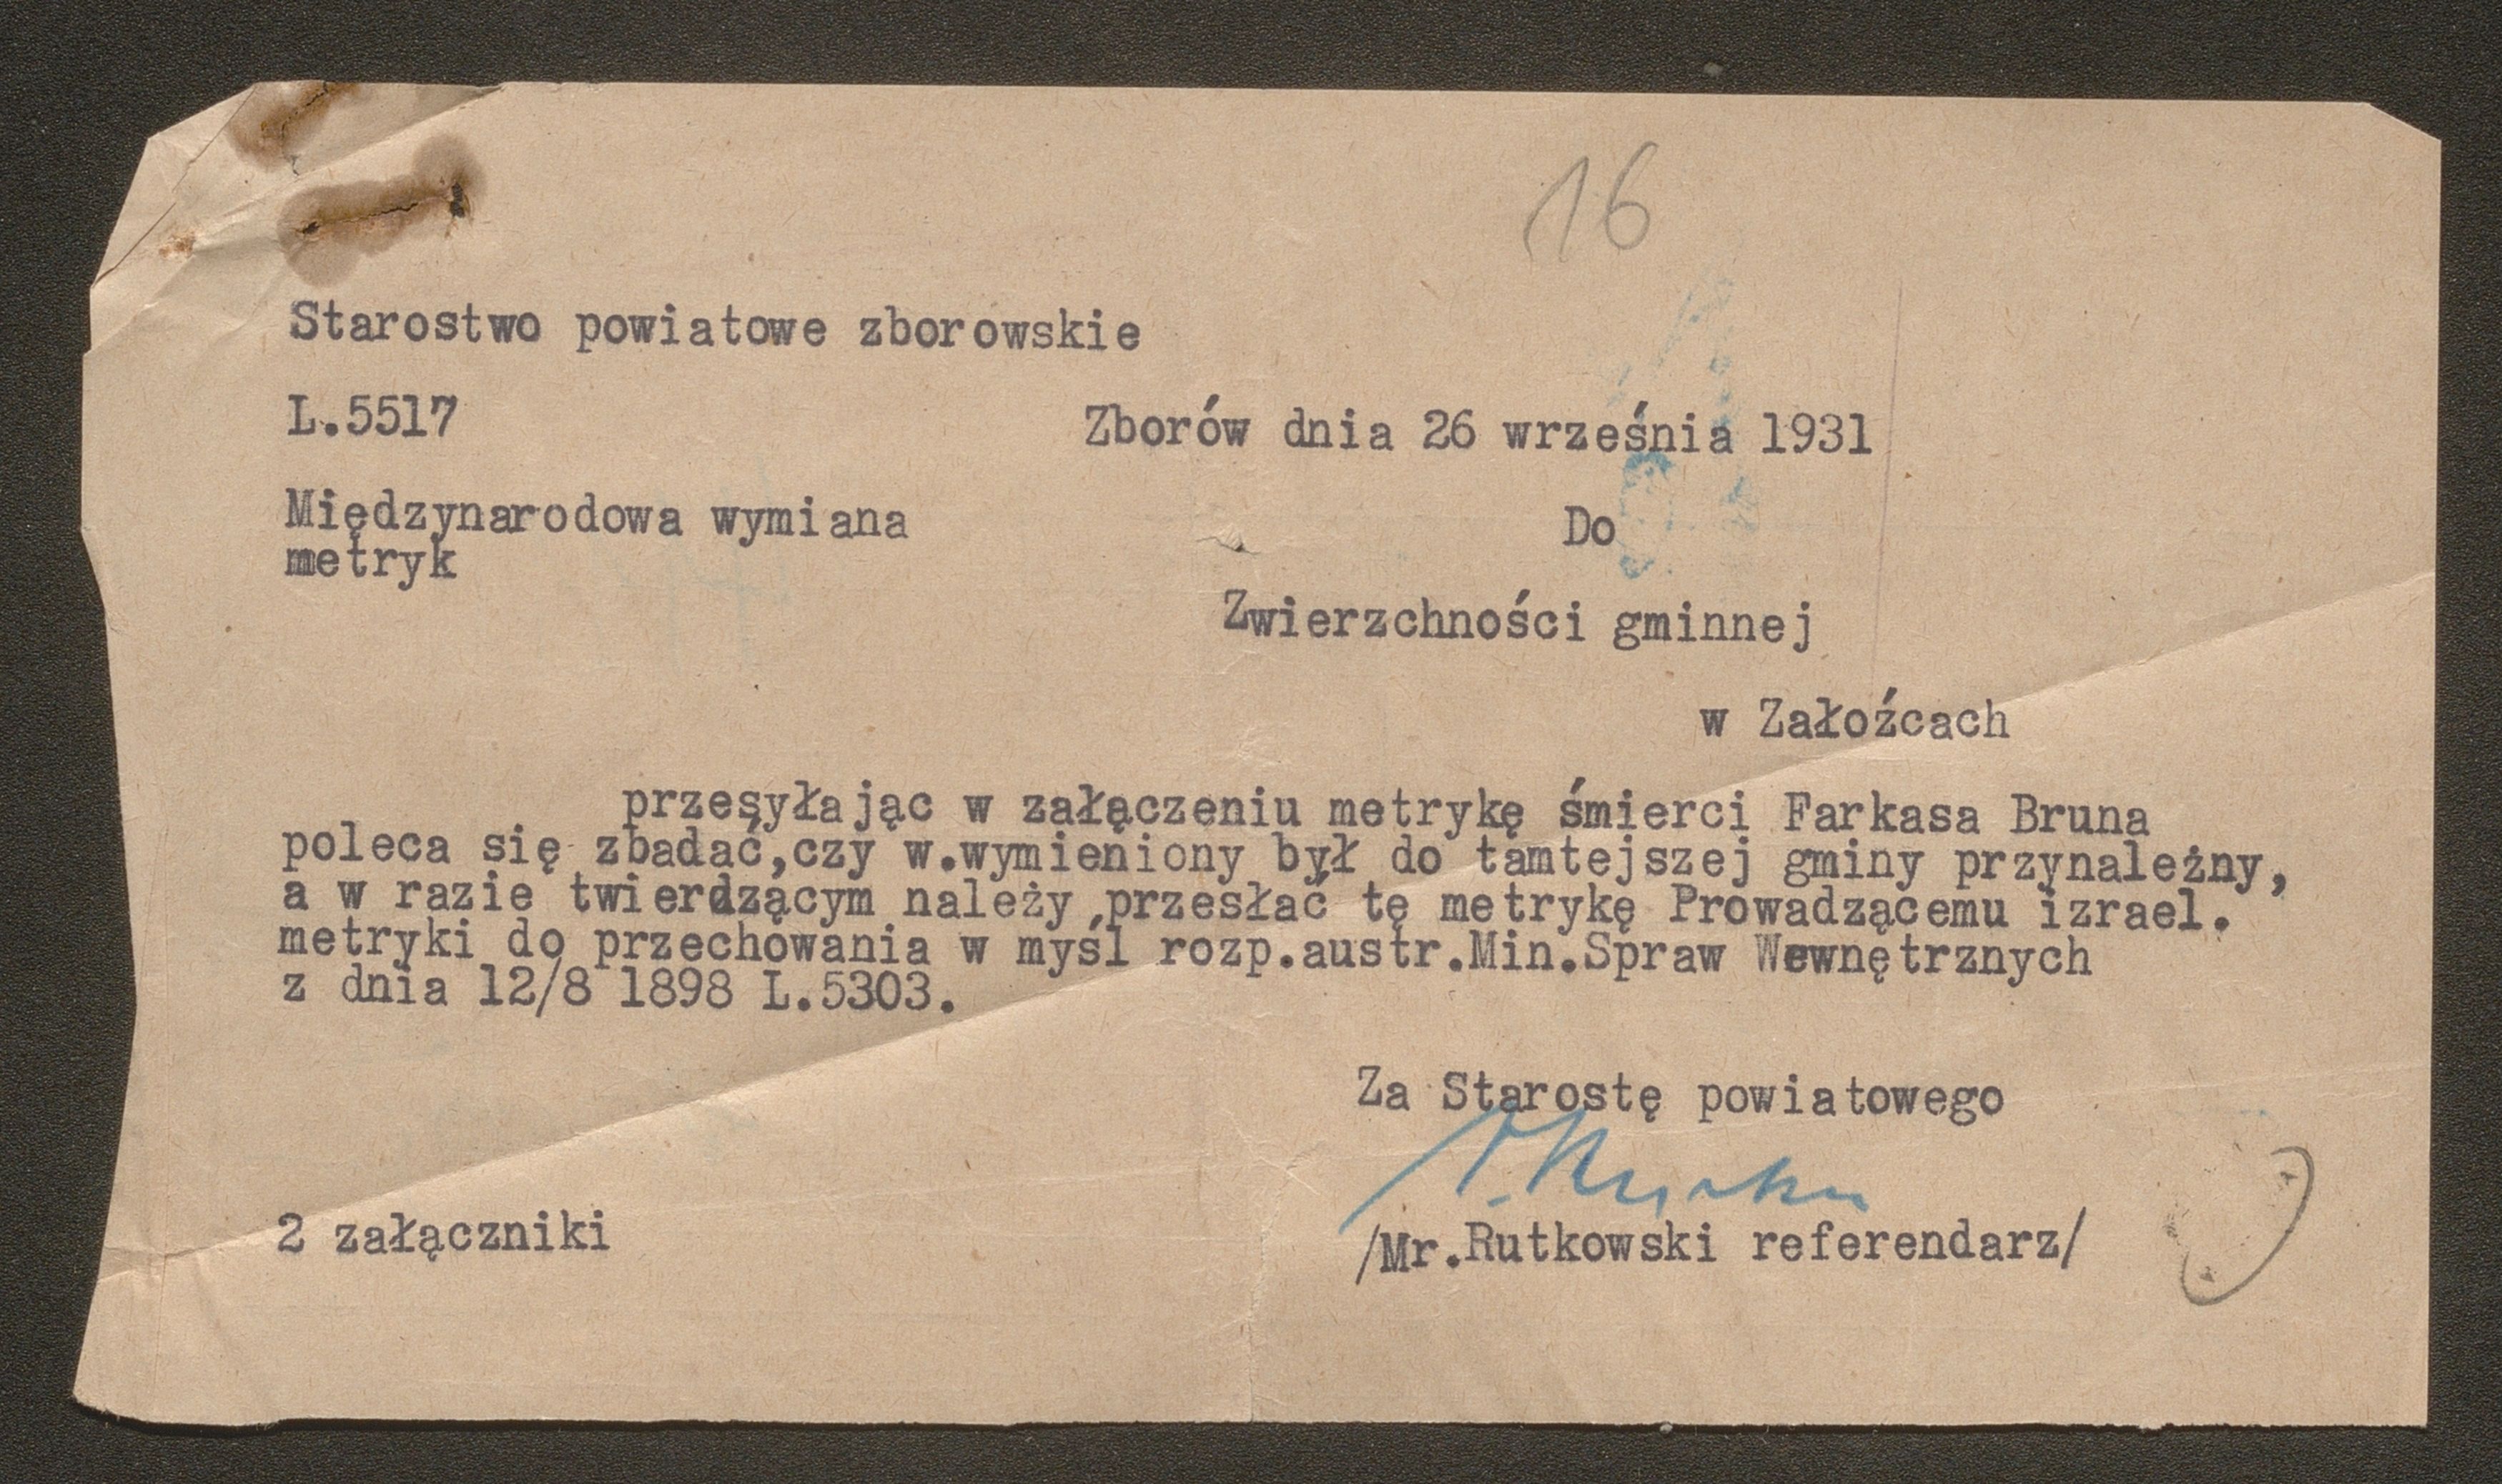 16
Starostwo powiatowe zborowskie
L.5517
Zborów dnia 26 września 1931
Międzynarodowa wymiana
metryk
Do
Zwierzchności gminnej
w Załoźcach
przesyłając w załączeniu metrykę śmierci Farkasa Bruna
poleca się zbadać,czy w.wymieniony był do tamtejszej gminy przynależny,
a w razie twierdzącym należy,przesłać tę metrykę Prowadzącemu izrael.
metryki do przechowania w myśl rozp.austr.Min.Spraw Wewnętrznych
z dnia 12/8 1898 L.5303.
Za Starostę powiatowego
2 załączniki
/Mr.Rutkowski referendarz/